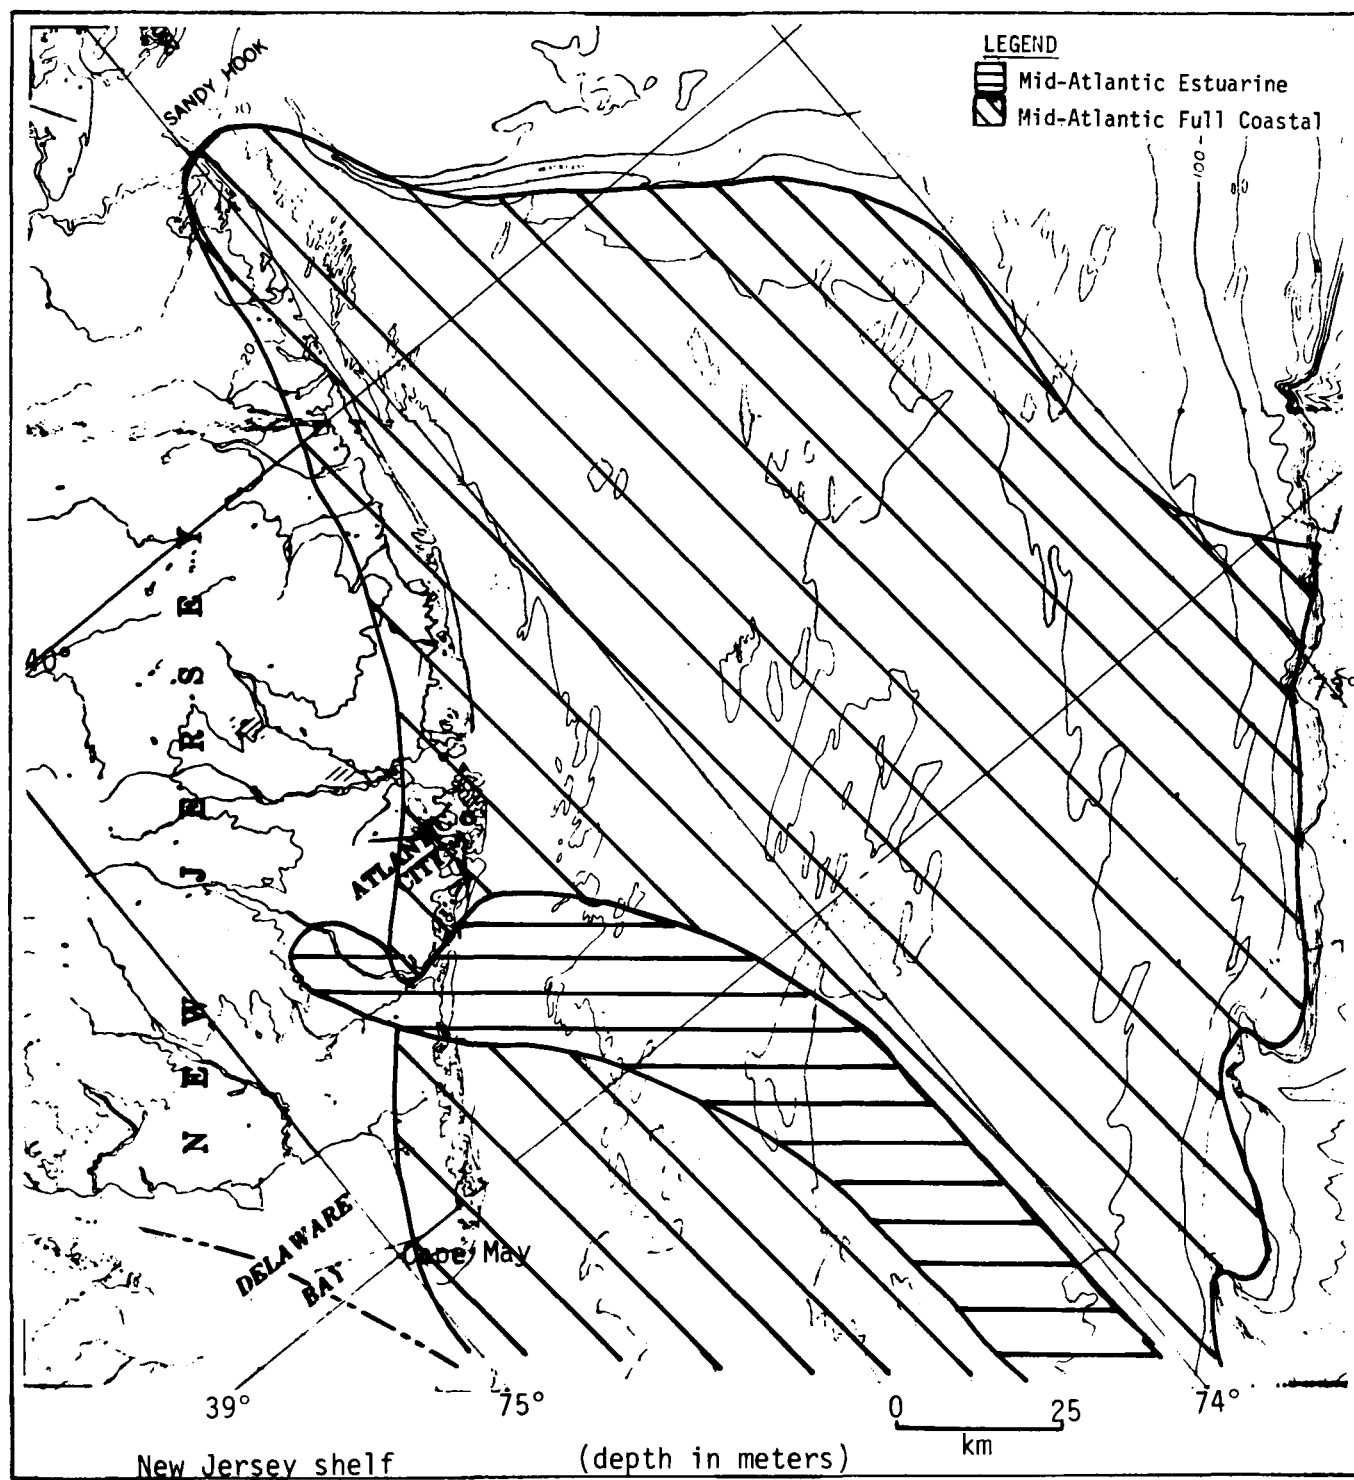 LEGEND
Mid-Atlantic Estuarine
Mid-Atlantic Full Coastal
SANDY HOOK
100
20
40°
NEW JERSEY
ATLANTIC
CITY
DELAWARE
BAY
Cape May
39°
75°
0
25
74°
km
New Jersey shelf
(depth in meters)